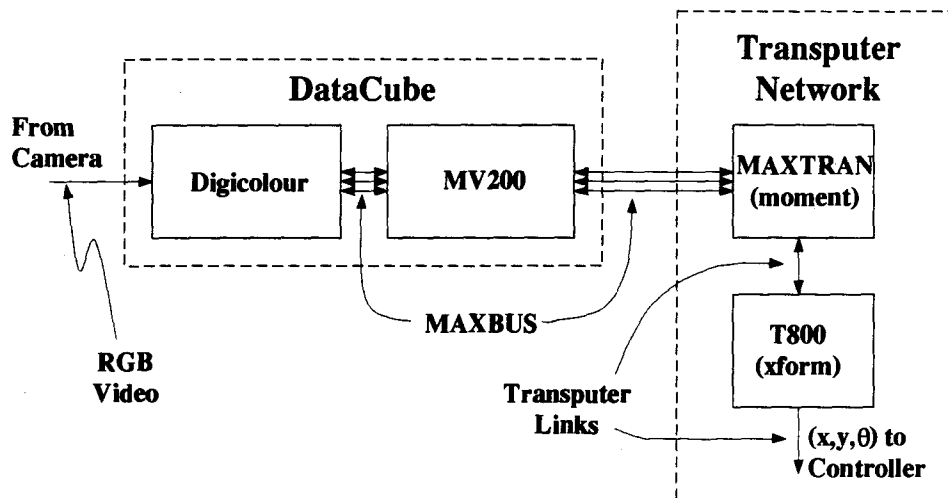 Transputer
Network
DataCube
From
Camera
Digicolour
MV200
MAXTRAN
(moment)
MAXBUS
RGB
Video
T800
(xform)
Transputer
Links
(x,y,θ) to
Controller